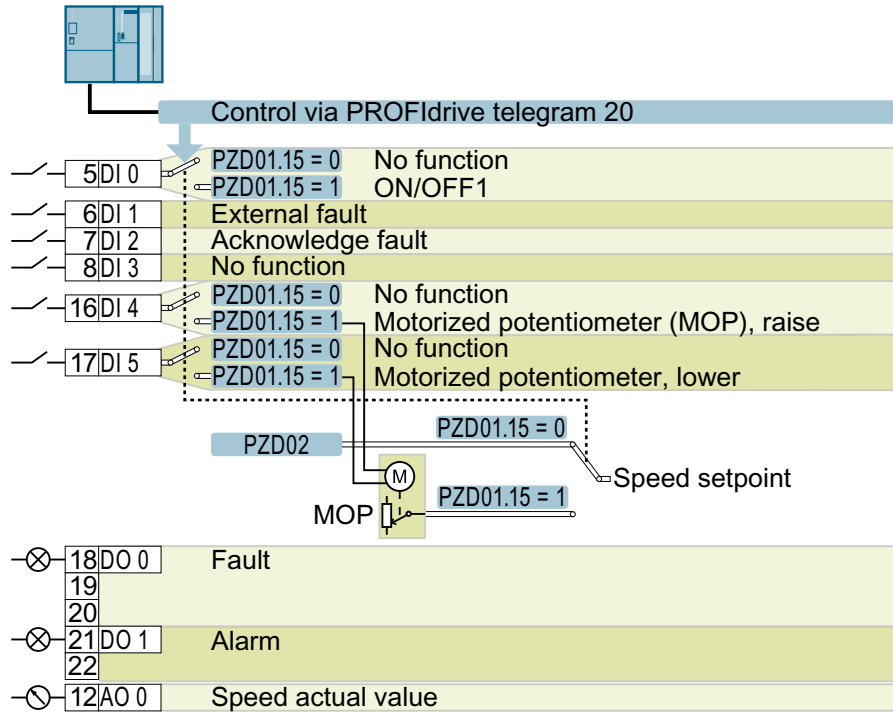 Control via PROFIdrive telegram 20
5 DI 0 PZD01.15 = 0 No function
PZD01.15 = 1 ON/OFF1
6 DI 1 External fault
7 DI 2 Acknowledge fault
8 DI 3 No function
16 DI 4 PZD01.15 = 0 No function
PZD01.15 = 1 Motorized potentiometer (MOP), raise
17 DI 5 PZD01.15 = 0 No function
PZD01.15 = 1 Motorized potentiometer, lower
PZD02 PZD01.15 = 0
M Speed setpoint
MOP PZD01.15 = 1
18 DO 0 Fault
19
20
21 DO 1 Alarm
22
12 AO 0 Speed actual value